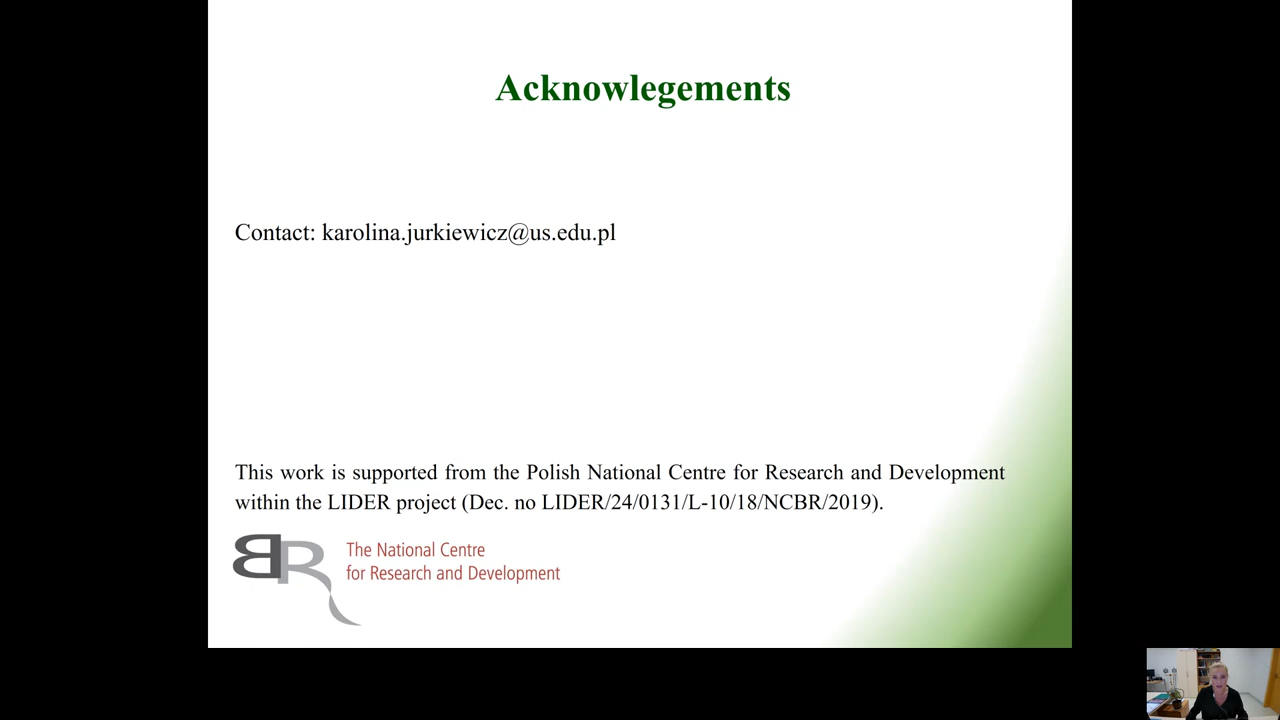 Acknowlegements
Contact: karolina.jurkiewicz@us.edu.pl
This work is supported from the Polish National Centre for Research and Development
within the LIDER project (Dec. no LIDER/24/0131/L-10/18/NCBR/2019).
BR
The National Centre
for Research and Development